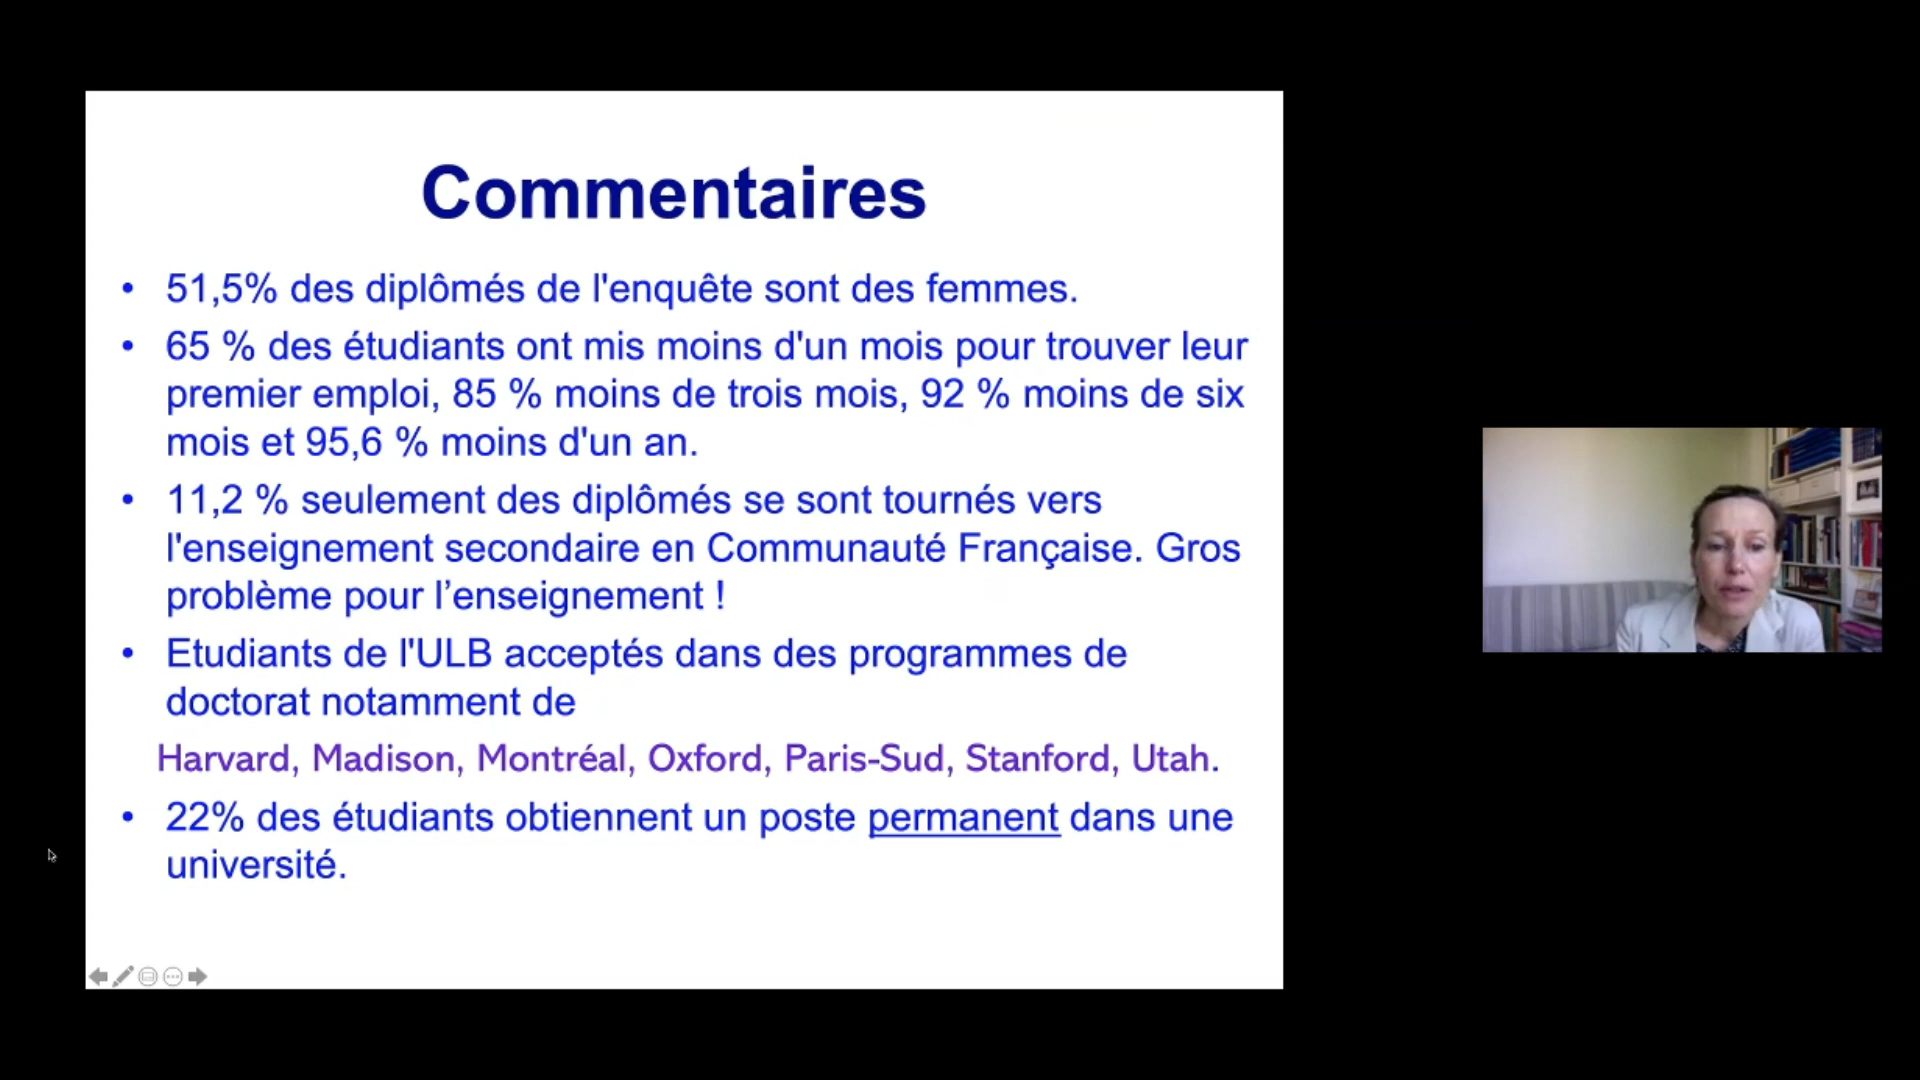 Commentaires
• 51,5% des diplômés de l'enquête sont des femmes.
• 65 % des étudiants ont mis moins d'un mois pour trouver leur
premier emploi, 85 % moins de trois mois, 92 % moins de six
mois et 95,6 % moins d'un an.
• 11,2 % seulement des diplômés se sont tournés vers
l'enseignement secondaire en Communauté Française. Gros
problème pour l’enseignement !
• Etudiants de l'ULB acceptés dans des programmes de
doctorat notamment de
Harvard, Madison, Montréal, Oxford, Paris-Sud, Stanford, Utah.
• 22% des étudiants obtiennent un poste permanent dans une
université.